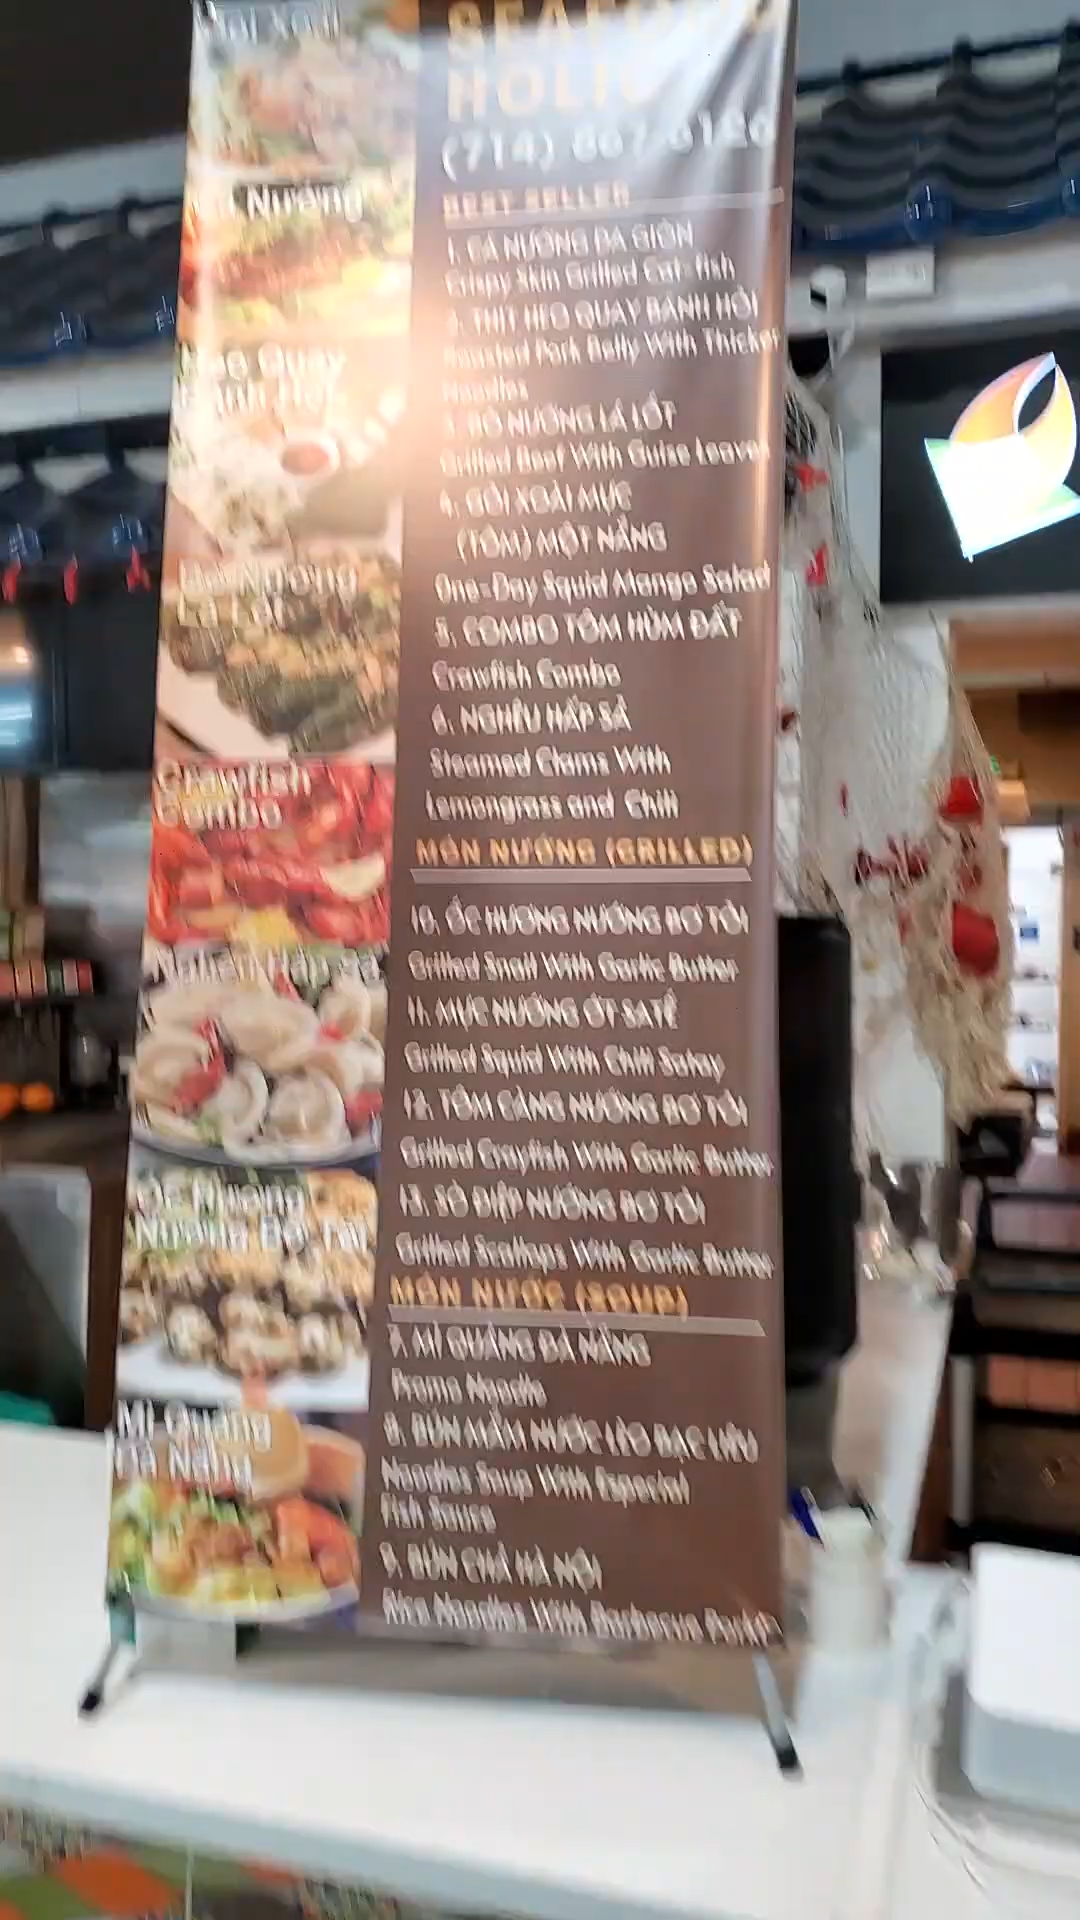 Gỏi Xoài
SEAFOOD
HOLIC
(714)
Cá Nướng
BEST SELLER
1. CÁ NƯỚNG DA GIÒN
Crispy Skin Grilled Cat-fish
2. THỊT HEO QUAY BÁNH HỎI
Roasted Pork Belly With Thicker
Noodles
Heo Quay
Bánh Hỏi
3. BÒ NƯỚNG LÁ LỐT
Grilled Beef With Guise Leaves
4. GỎI XOÀI MỰC
(TÔM) MỘT NẮNG
One-Day Squid Mango Salad
Bò Nướng
Lá Lốt
5. COMBO TÔM HÙM ĐẤT
Crawfish Combo
6. NGHÊU HẤP SẢ
Steamed Clams With
Lemongrass and Chili
Crawfish
Combo
MÓN NƯỚNG (GRILLED)
10. ỐC HƯƠNG NƯỚNG BƠ TỎI
Grilled Snail With Garlic Butter
Nghêu Hấp Sả
11. MỰC NƯỚNG ỚT SATẾ
Grilled Squid With Chili Satay
12. TÔM CÀNG NƯỚNG BƠ TỎI
Grilled Crayfish With Garlic Butter
13. SÒ ĐIỆP NƯỚNG BƠ TỎI
Grilled Scallops With Garlic Butter
Ốc Hương
Nướng Bơ Tỏi
MÓN NƯỚC (SOUP)
7. MÌ QUẢNG ĐÀ NẴNG
Prome Noodle
8. BÚN MẮM NƯỚC LÈO BẠC LIÊU
Noodles Soup With Especial
Fish Sauce
Mì Quảng
Đà Nẵng
9. BÚN CHẢ HÀ NỘI
Rice Noodles With Barbecue Pork